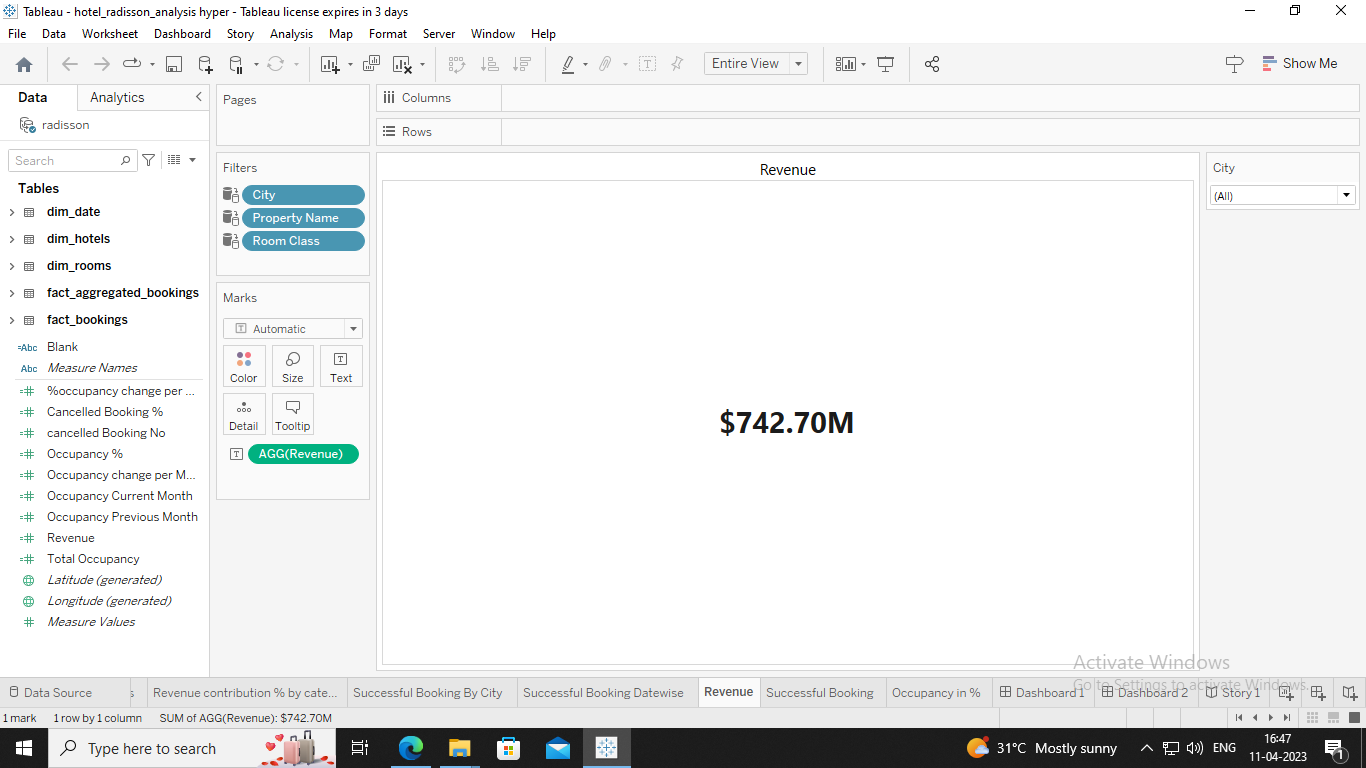 Tableau - hotel_radisson_analysis hyper - Tableau license expires in 3 days
File Data Worksheet Dashboard Story Analysis Map Format Server Window Help
Entire View
Show Me
Data Analytics
radisson
Search
Tables
dim_date
dim_hotels
dim_rooms
fact_aggregated_bookings
fact_bookings
=Abc Blank
Abc Measure Names
%occupancy change per ...
Cancelled Booking %
cancelled Booking No
Occupancy %
Occupancy change per M...
Occupancy Current Month
Occupancy Previous Month
Revenue
Total Occupancy
Latitude (generated)
Longitude (generated)
Measure Values
Pages
Filters
City
Property Name
Room Class
Marks
T Automatic
Color Size Text
Detail Tooltip
T AGG(Revenue)
Columns
Rows
Revenue
$742.70M
City
(All)
Activate Windows
Go to Settings to activate Windows.
Data Source s Revenue contribution % by cate... Successful Booking By City Successful Booking Datewise Revenue Successful Booking Occupancy in % Dashboard 1 Dashboard 2 Story 1
1 mark 1 row by 1 column SUM of AGG(Revenue): $742.70M
Type here to search
31°C Mostly sunny
ENG
16:47
11-04-2023
1